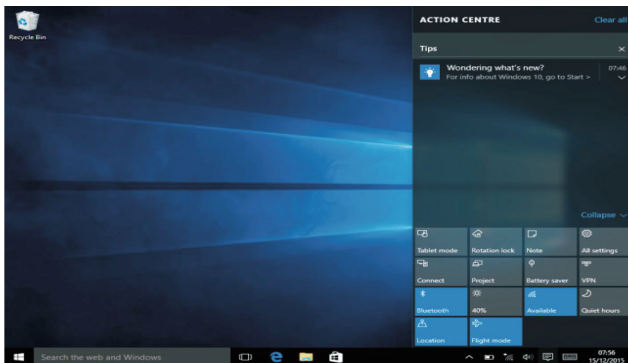 Recycle Bin
ACTION CENTRE Clear all
Tips
Wondering what's new? 07:46
For info about Windows 10, go to Start >
Collapse
Tablet mode Rotation lock Note All settings
Connect Project Battery saver VPN
Bluetooth 40% Available Quiet hours
Location Flight mode
Search the web and Windows
07:56
15/12/2015